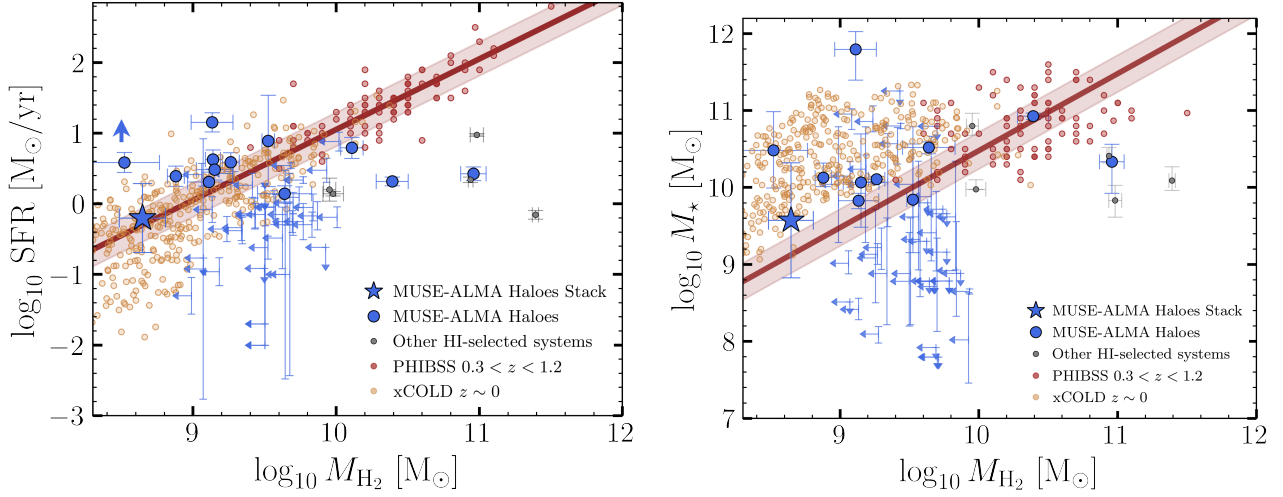 log₁₀ SFR [M⊙/yr]
2
1
0
−1
−2
−3
9
10
11
12
log₁₀ M_H₂ [M⊙]
MUSE-ALMA Haloes Stack
MUSE-ALMA Haloes
Other HI-selected systems
PHIBSS 0.3 < z < 1.2
xCOLD z ∼ 0
log₁₀ M⋆ [M⊙]
12
11
10
9
8
7
9
10
11
12
log₁₀ M_H₂ [M⊙]
MUSE-ALMA Haloes Stack
MUSE-ALMA Haloes
Other HI-selected systems
PHIBSS 0.3 < z < 1.2
xCOLD z ∼ 0